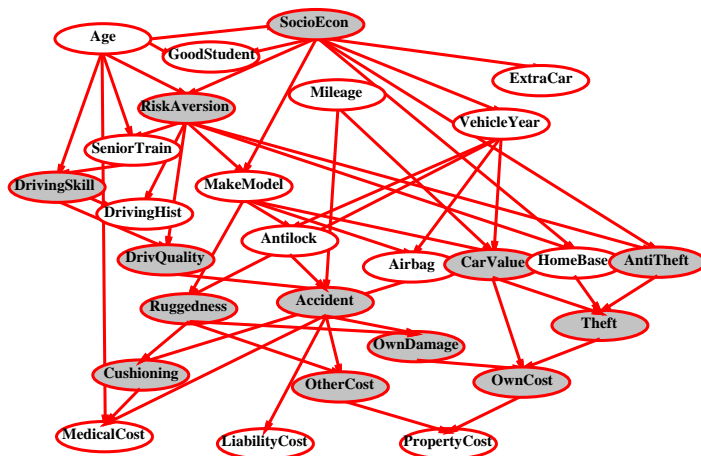 SocioEcon
Age
GoodStudent
ExtraCar
Mileage
RiskAversion
VehicleYear
SeniorTrain
DrivingSkill
MakeModel
DrivingHist
Antilock
DrivQuality
Airbag
CarValue
HomeBase
AntiTheft
Ruggedness
Accident
Theft
OwnDamage
Cushioning
OtherCost
OwnCost
MedicalCost
LiabilityCost
PropertyCost